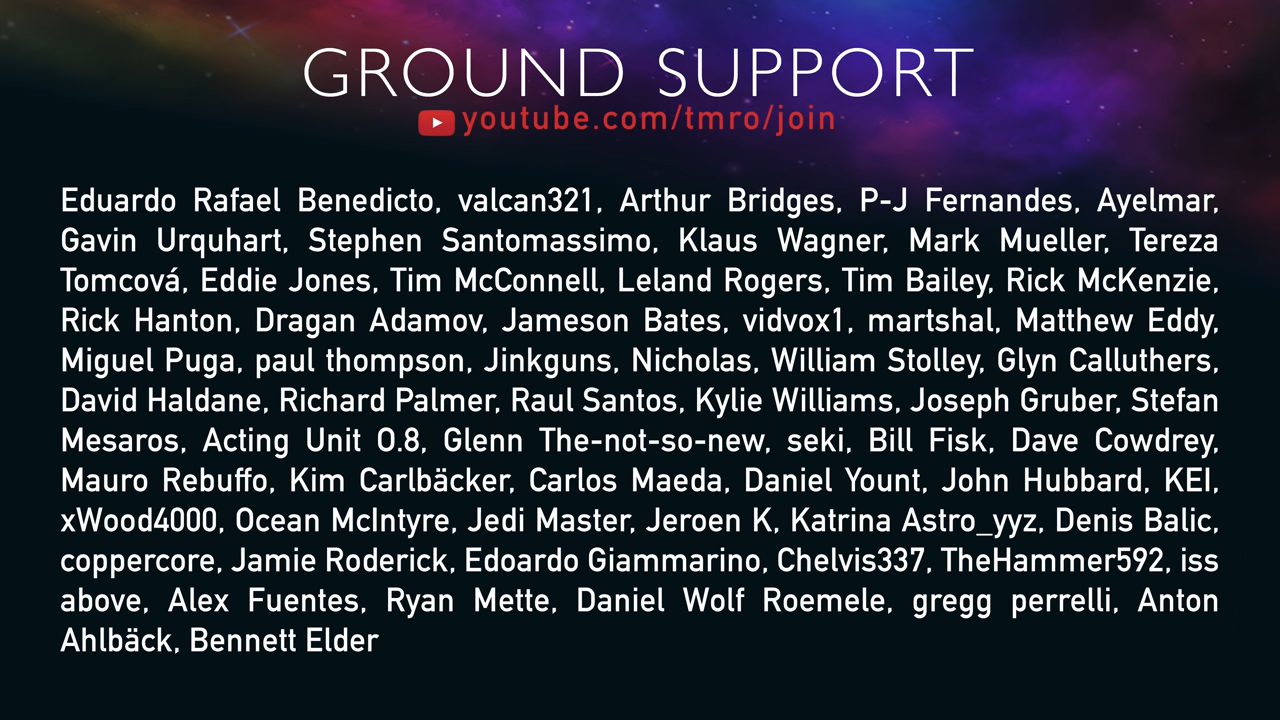 GROUND SUPPORT
youtube.com/tmro/join
Eduardo Rafael Benedicto, valcan321, Arthur Bridges, P-J Fernandes, Ayelmar,
Gavin Urquhart, Stephen Santomassimo, Klaus Wagner, Mark Mueller, Tereza
Tomcová, Eddie Jones, Tim McConnell, Leland Rogers, Tim Bailey, Rick McKenzie,
Rick Hanton, Dragan Adamov, Jameson Bates, vidvox1, martshal, Matthew Eddy,
Miguel Puga, paul thompson, Jinkguns, Nicholas, William Stolley, Glyn Calluthers,
David Haldane, Richard Palmer, Raul Santos, Kylie Williams, Joseph Gruber, Stefan
Mesaros, Acting Unit 0.8, Glenn The-not-so-new, seki, Bill Fisk, Dave Cowdrey,
Mauro Rebuffo, Kim Carlbäcker, Carlos Maeda, Daniel Yount, John Hubbard, KEI,
xWood4000, Ocean McIntyre, Jedi Master, Jeroen K, Katrina Astro_yyz, Denis Balic,
coppercore, Jamie Roderick, Edoardo Giammarino, Chelvis337, TheHammer592, iss
above, Alex Fuentes, Ryan Mette, Daniel Wolf Roemele, gregg perrelli, Anton
Ahlbäck, Bennett Elder